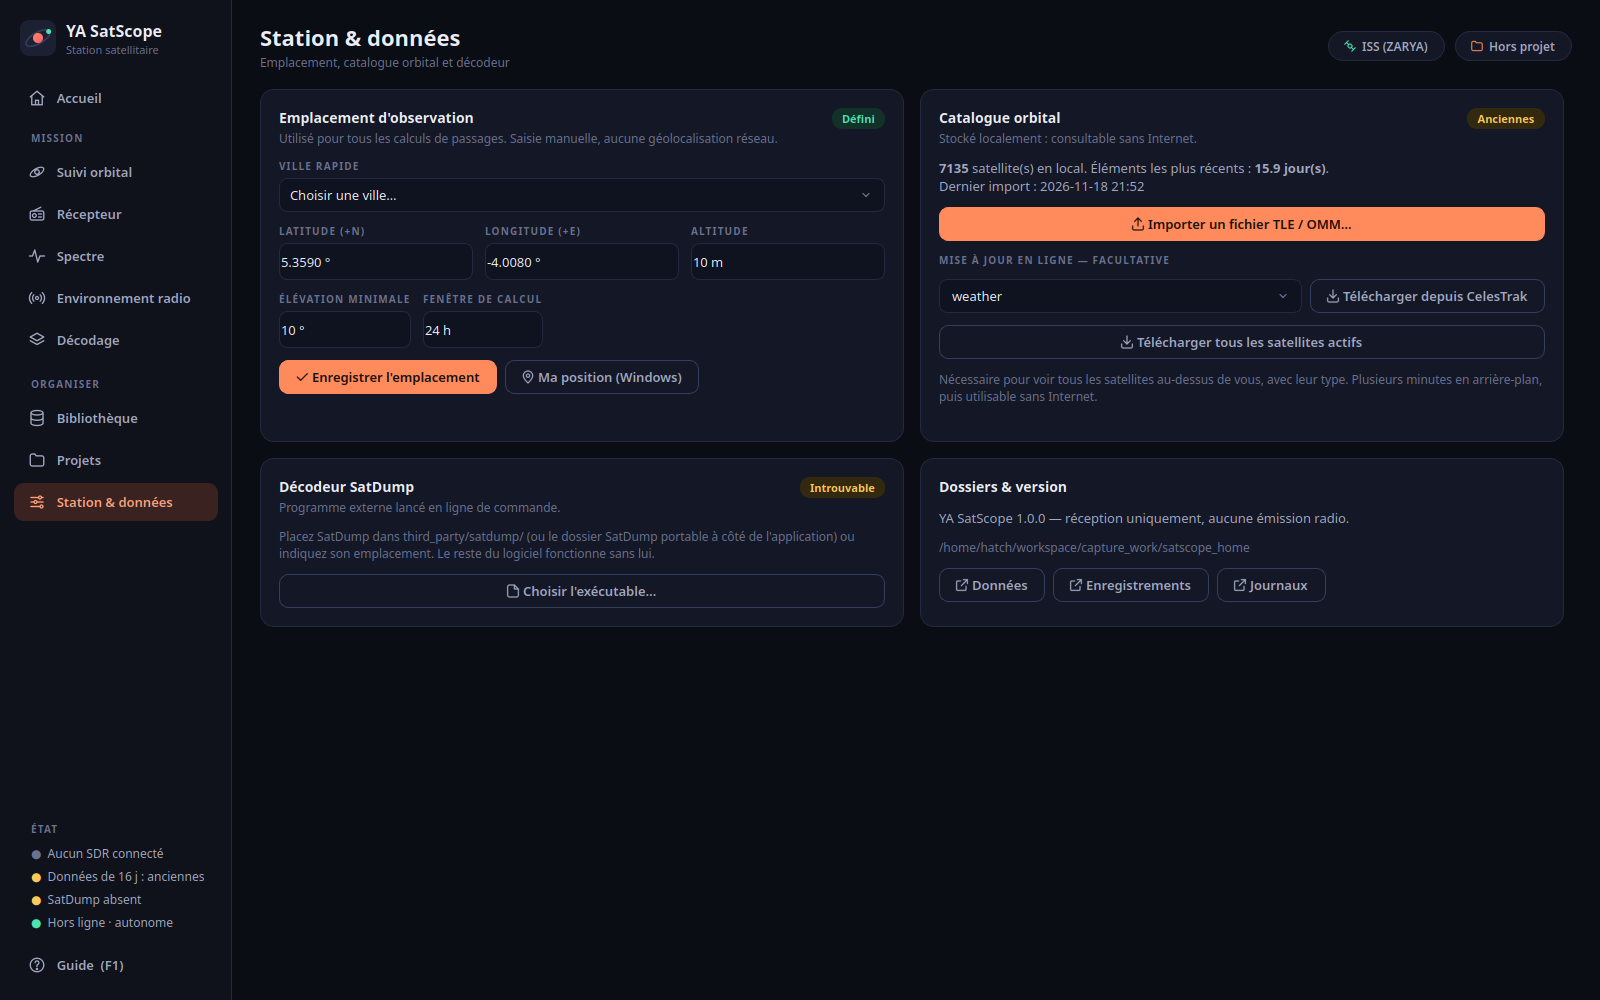 YA SatScope
Station satellitaire
Accueil
MISSION
Suivi orbital
Récepteur
Spectre
Environnement radio
Décodage
ORGANISER
Bibliothèque
Projets
Station & données
ÉTAT
Aucun SDR connecté
Données de 16 j : anciennes
SatDump absent
Hors ligne · autonome
Guide (F1)
Station & données
Emplacement, catalogue orbital et décodeur
ISS (ZARYA)
Hors projet
Emplacement d'observation
Défini
Utilisé pour tous les calculs de passages. Saisie manuelle, aucune géolocalisation réseau.
VILLE RAPIDE
Choisir une ville...
LATITUDE (+N) LONGITUDE (+E) ALTITUDE
5.3590 ° -4.0080 ° 10 m
ÉLÉVATION MINIMALE FENÊTRE DE CALCUL
10 ° 24 h
Enregistrer l'emplacement Ma position (Windows)
Catalogue orbital
Anciennes
Stocké localement : consultable sans Internet.
7135 satellite(s) en local. Éléments les plus récents : 15.9 jour(s).
Dernier import : 2026-11-18 21:52
Importer un fichier TLE / OMM...
MISE À JOUR EN LIGNE — FACULTATIVE
weather Télécharger depuis CelesTrak
Télécharger tous les satellites actifs
Nécessaire pour voir tous les satellites au-dessus de vous, avec leur type. Plusieurs minutes en arrière-plan,
puis utilisable sans Internet.
Décodeur SatDump
Introuvable
Programme externe lancé en ligne de commande.
Placez SatDump dans third_party/satdump/ (ou le dossier SatDump portable à côté de l'application) ou
indiquez son emplacement. Le reste du logiciel fonctionne sans lui.
Choisir l'exécutable...
Dossiers & version
YA SatScope 1.0.0 — réception uniquement, aucune émission radio.
/home/hatch/workspace/capture_work/satscope_home
Données Enregistrements Journaux